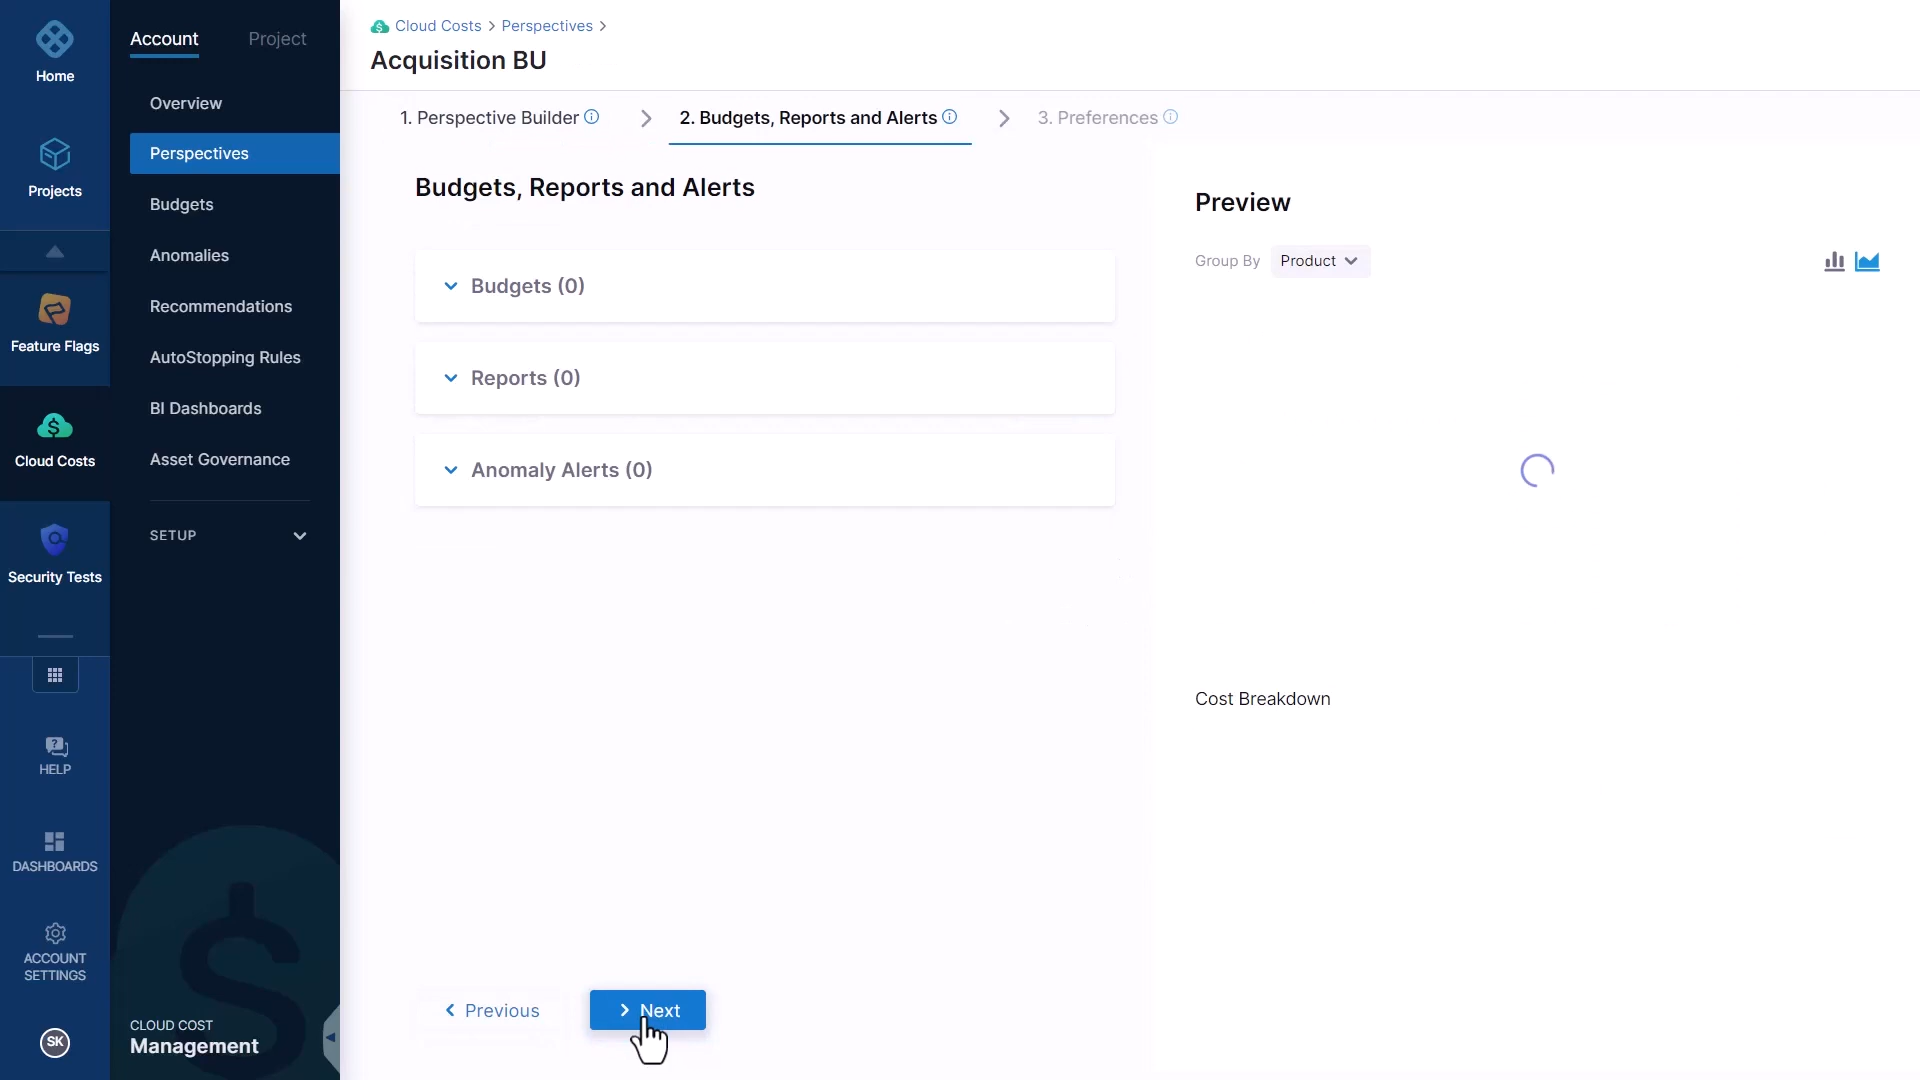 Home
Projects
Feature Flags
Cloud Costs
Security Tests
HELP
DASHBOARDS
ACCOUNT
SETTINGS
SK
Account
Project
Overview
Perspectives
Budgets
Anomalies
Recommendations
AutoStopping Rules
BI Dashboards
Asset Governance
SETUP
CLOUD COST
Management
Cloud Costs > Perspectives >
Acquisition BU
1. Perspective Builder
2. Budgets, Reports and Alerts
3. Preferences
Budgets, Reports and Alerts
Budgets (0)
Reports (0)
Anomaly Alerts (0)
Previous
Next
Preview
Group By Product
Cost Breakdown